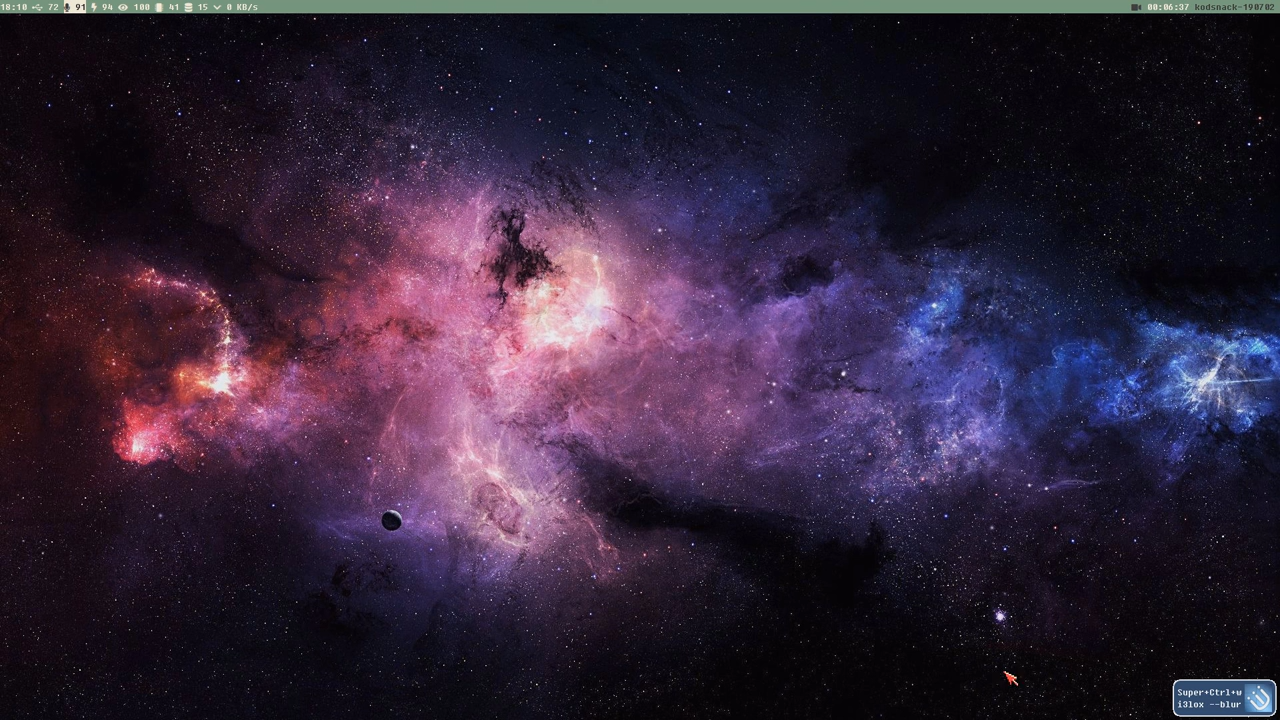 18:10 72 91 94 100 41 15 0 KB/s
00:06:37 kodsnack-190702
Super+Ctrl+w
i3lox --blur